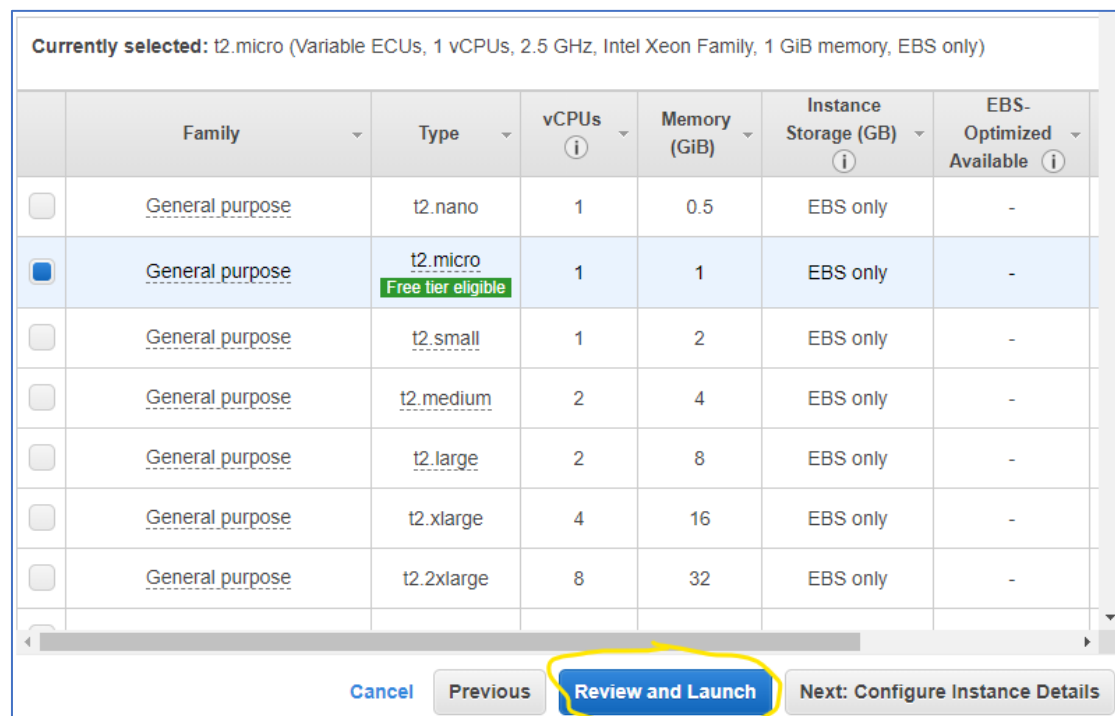 Currently selected: t2.micro (Variable ECUs, 1 vCPUs, 2.5 GHz, Intel Xeon Family, 1 GiB memory, EBS only)
Family Type vCPUs i Memory (GiB) Instance Storage (GB) i EBS-Optimized Available i
General purpose t2.nano 1 0.5 EBS only -
General purpose t2.micro Free tier eligible 1 1 EBS only -
General purpose t2.small 1 2 EBS only -
General purpose t2.medium 2 4 EBS only -
General purpose t2.large 2 8 EBS only -
General purpose t2.xlarge 4 16 EBS only -
General purpose t2.2xlarge 8 32 EBS only -
Cancel Previous Review and Launch Next: Configure Instance Details